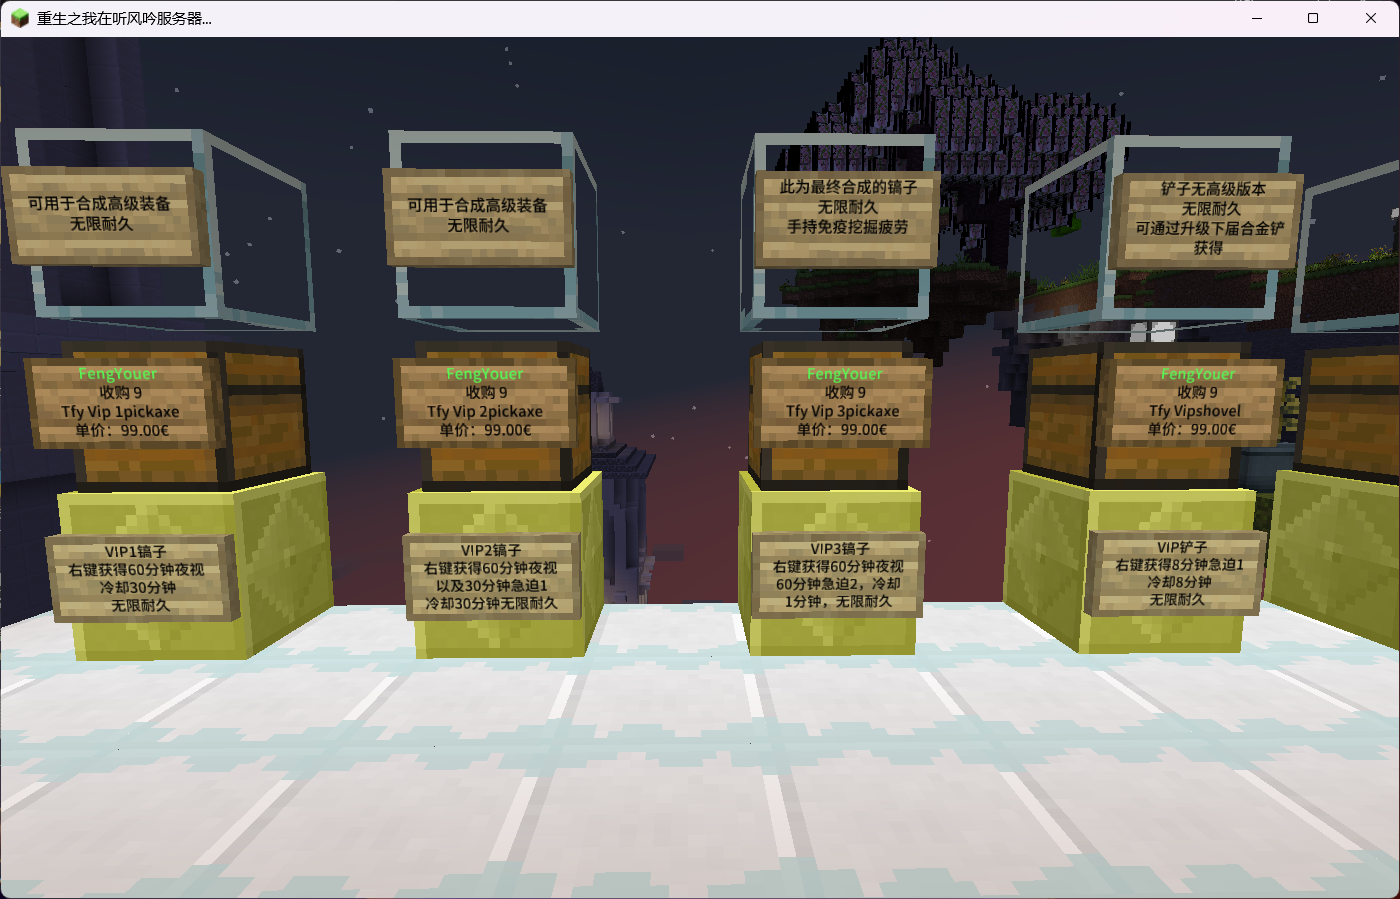 重生之我在听风吟服务器...
可用于合成高级装备
无限耐久
可用于合成高级装备
无限耐久
此为最终合成的镐子
无限耐久
手持免疫挖掘疲劳
铲子无高级版本
无限耐久
可通过升级下届合金铲
获得
FengYouer
收购 9
Tfy Vip 1pickaxe
单价：99.00€
FengYouer
收购 9
Tfy Vip 2pickaxe
单价：99.00€
FengYouer
收购 9
Tfy Vip 3pickaxe
单价：99.00€
FengYouer
收购 9
Tfy Vipshovel
单价：99.00€
VIP1镐子
右键获得60分钟夜视
冷却30分钟
无限耐久
VIP2镐子
右键获得60分钟夜视
以及30分钟急迫1
冷却30分钟无限耐久
VIP3镐子
右键获得60分钟夜视
60分钟急迫2，冷却
1分钟，无限耐久
VIP铲子
右键获得8分钟急迫1
冷却8分钟
无限耐久